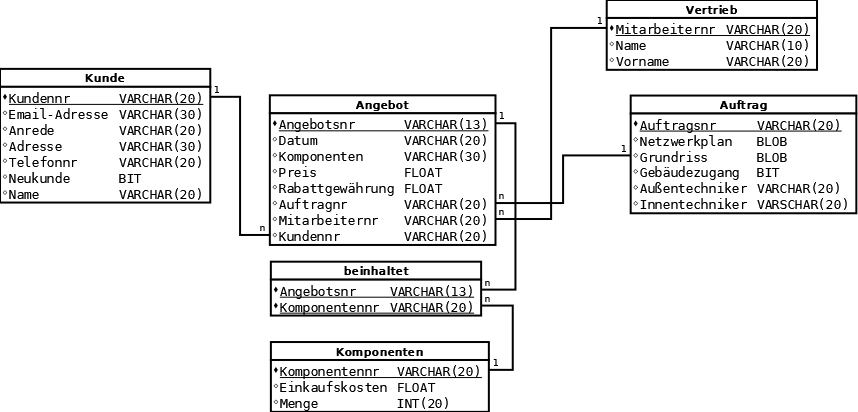 Vertrieb
Mitarbeiternr VARCHAR(20)
Name VARCHAR(10)
Vorname VARCHAR(20)
1
Kunde
Kundennr VARCHAR(20)
Email-Adresse VARCHAR(30)
Anrede VARCHAR(20)
Adresse VARCHAR(30)
Telefonnr VARCHAR(20)
Neukunde BIT
Name VARCHAR(20)
1
n
Angebot
Angebotsnr VARCHAR(13)
Datum VARCHAR(20)
Komponenten VARCHAR(30)
Preis FLOAT
Rabattgewährung FLOAT
Auftragnr VARCHAR(20)
Mitarbeiternr VARCHAR(20)
Kundennr VARCHAR(20)
1
n
n
Auftrag
Auftragsnr VARCHAR(20)
Netzwerkplan BLOB
Grundriss BLOB
Gebäudezugang BIT
Außentechniker VARCHAR(20)
Innentechniker VARSCHAR(20)
1
beinhaltet
Angebotsnr VARCHAR(13)
Komponentennr VARCHAR(20)
n
n
Komponenten
Komponentennr VARCHAR(20)
Einkaufskosten FLOAT
Menge INT(20)
1